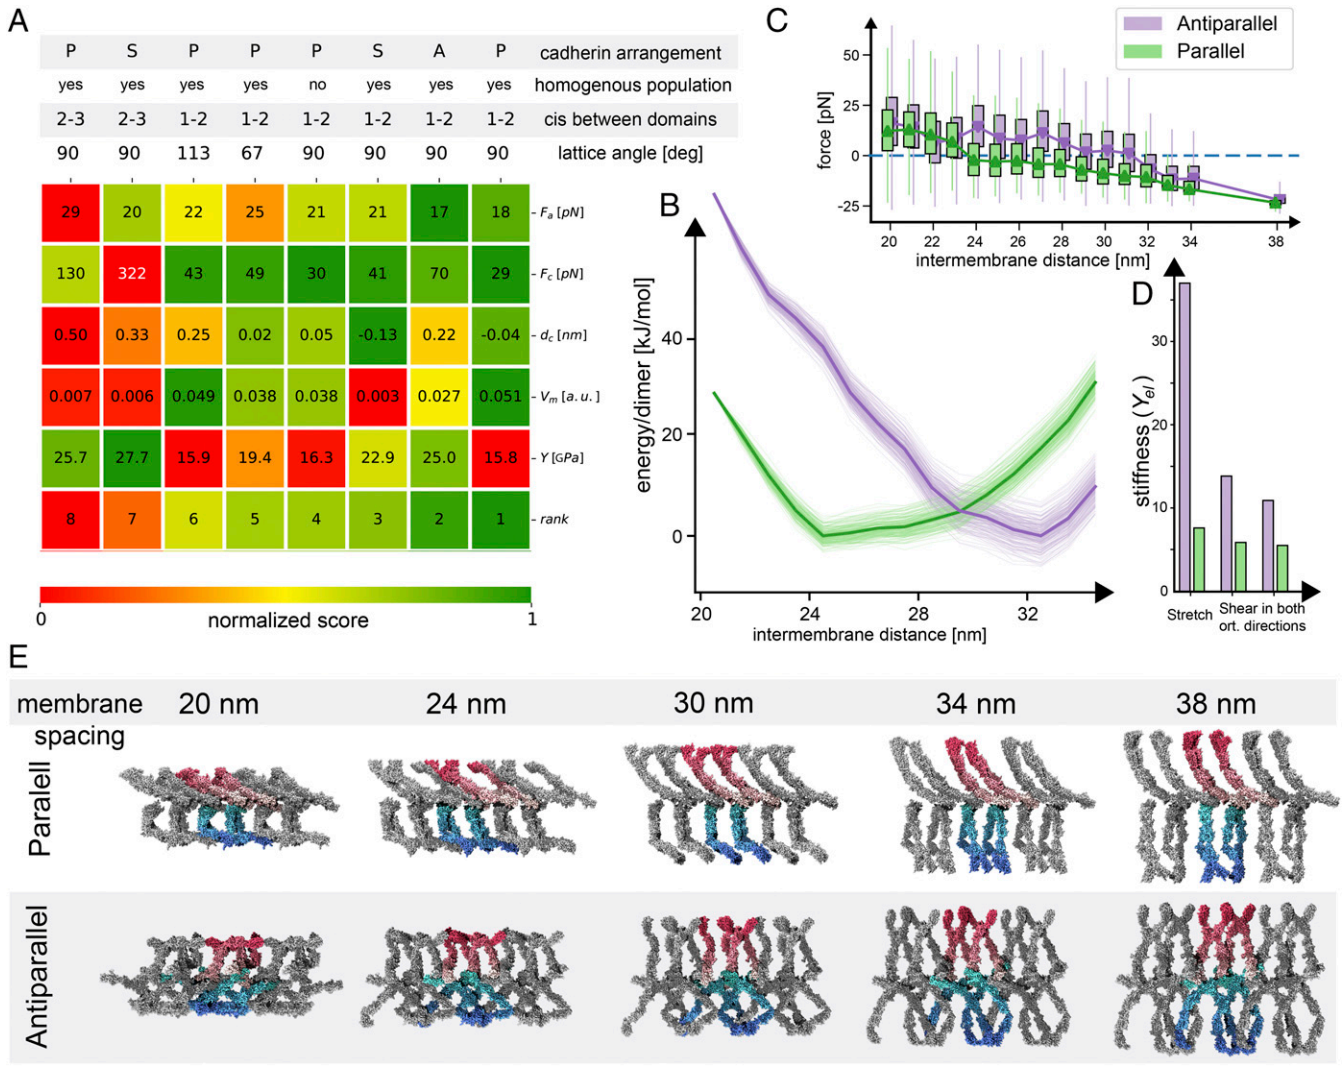 A
P S P P P S A P cadherin arrangement
yes yes yes yes no yes yes yes homogenous population
2-3 2-3 1-2 1-2 1-2 1-2 1-2 1-2 cis between domains
90 90 113 67 90 90 90 90 lattice angle [deg]
29 20 22 25 21 21 17 18 Fa [pN]
130 322 43 49 30 41 70 29 Fc [pN]
0.50 0.33 0.25 0.02 0.05 -0.13 0.22 -0.04 dc [nm]
0.007 0.006 0.049 0.038 0.038 0.003 0.027 0.051 Vm [a.u.]
25.7 27.7 15.9 19.4 16.3 22.9 25.0 15.8 Y [GPa]
8 7 6 5 4 3 2 1 rank
0 normalized score 1
B
energy/dimer [kJ/mol]
40
20
0
20 24 28 32
intermembrane distance [nm]
C
Antiparallel
Parallel
force [pN]
50
25
0
-25
20 22 24 26 28 30 32 34 38
intermembrane distance [nm]
D
stiffness (Yel)
30
20
10
0
Stretch
Shear in both
ort. directions
E
membrane
spacing
20 nm 24 nm 30 nm 34 nm 38 nm
Paralell
Antiparallel